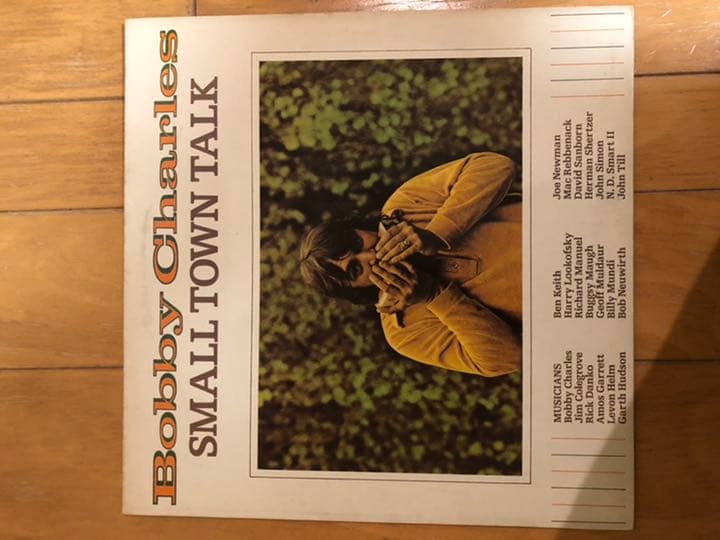 Bobby Charles
SMALL TOWN TALK
MUSICIANS
Bobby Charles
Jim Colegrove
Rick Danko
Amos Garrett
Levon Helm
Garth Hudson
Ben Keith
Harry Lookofsky
Richard Manuel
Buggsy Maugh
Geoff Muldaur
Billy Mundi
Bob Neuwirth
Joe Newman
Mac Rebbenack
David Sanborn
Herman Shertzer
John Simon
N. D. Smart II
John Till